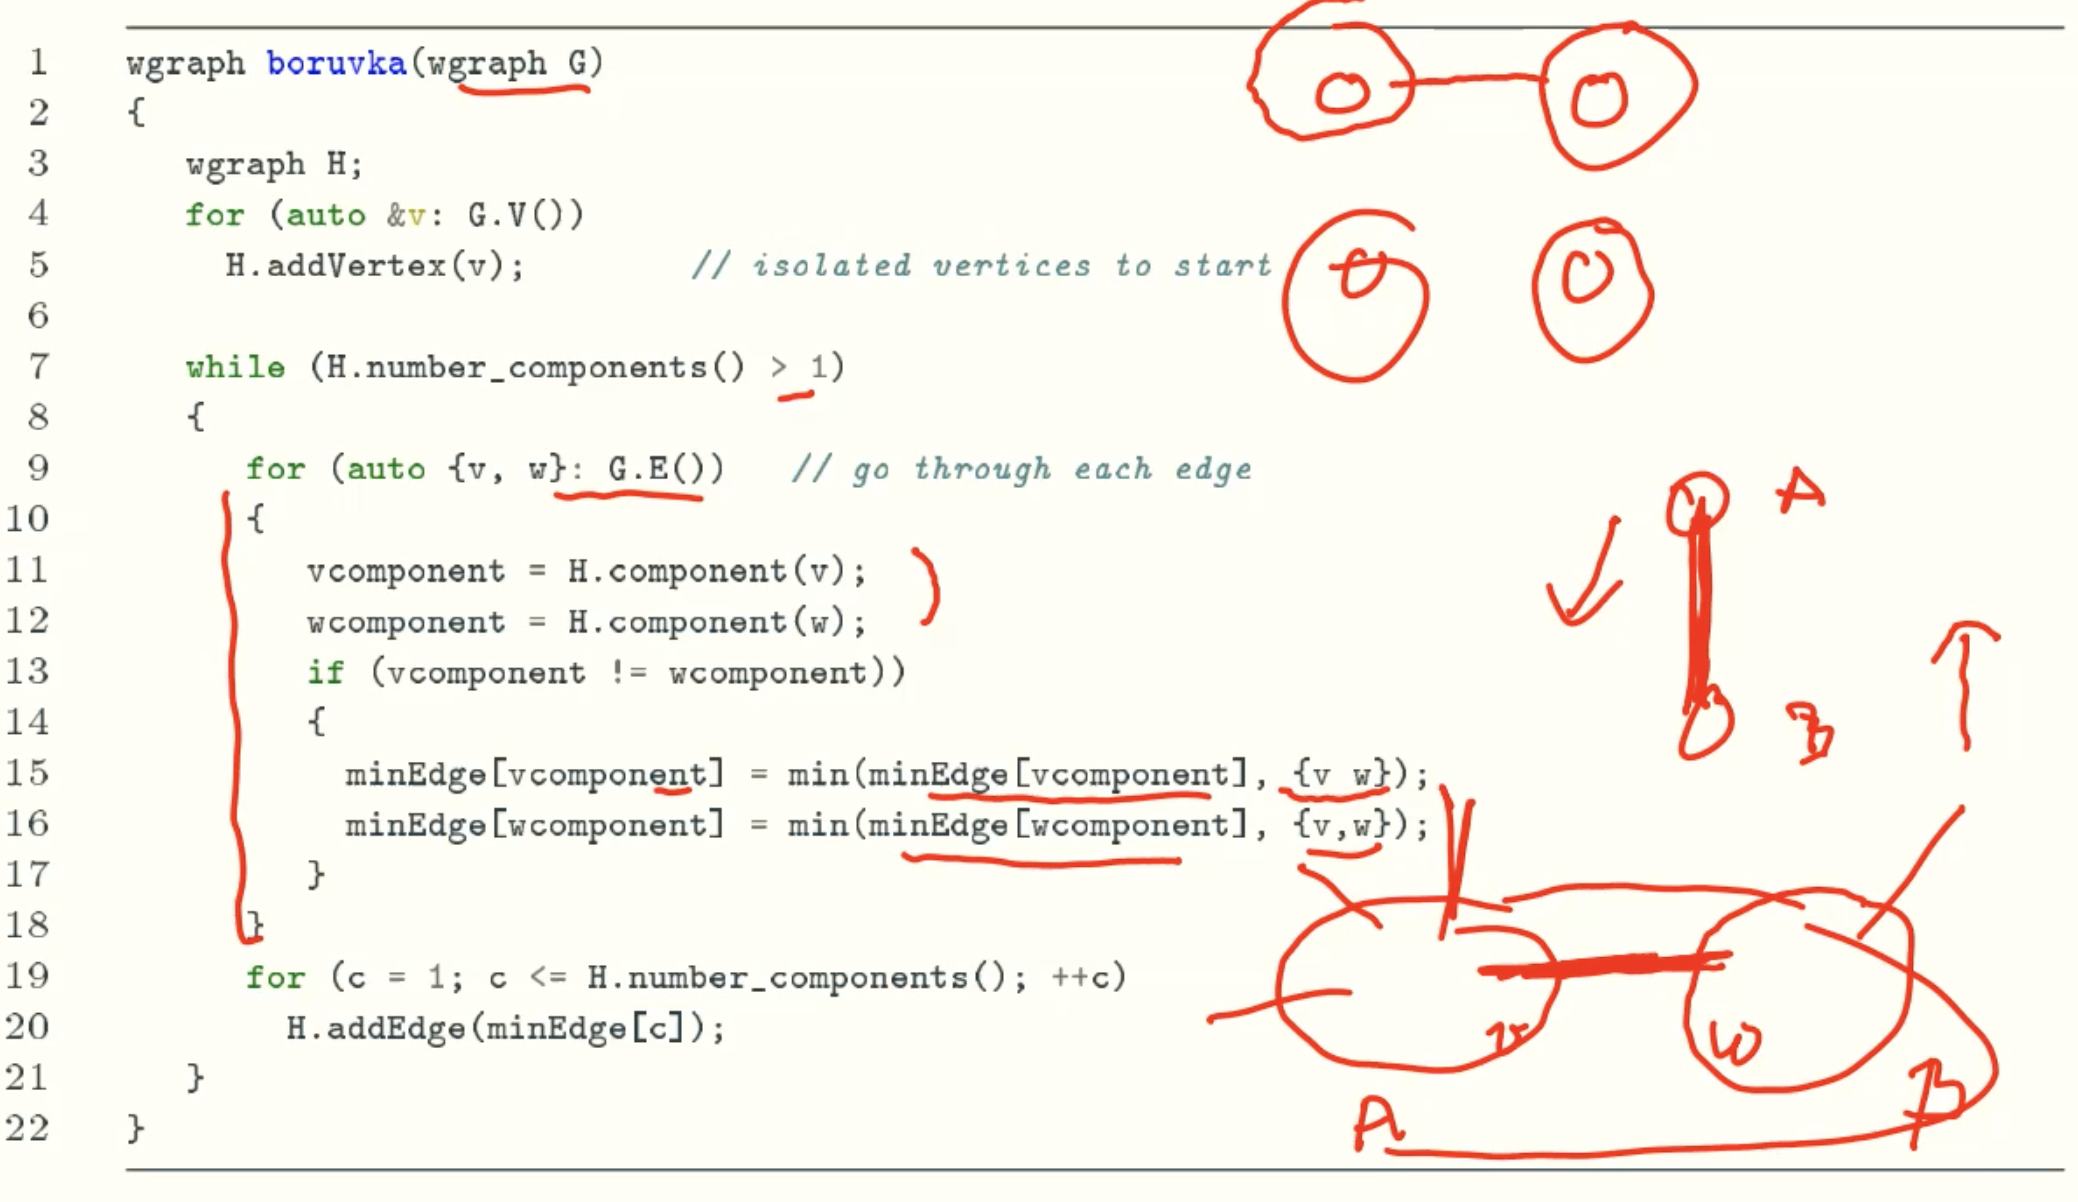 1 wgraph boruvka(wgraph G)
2 {
3 wgraph H;
4 for (auto &v: G.V())
5 H.addVertex(v); // isolated vertices to start
6
7 while (H.number_components() > 1)
8 {
9 for (auto {v, w}: G.E()) // go through each edge
10 {
11 vcomponent = H.component(v);
12 wcomponent = H.component(w);
13 if (vcomponent != wcomponent))
14 {
15 minEdge[vcomponent] = min(minEdge[vcomponent], {v w});
16 minEdge[wcomponent] = min(minEdge[wcomponent], {v,w});
17 }
18 }
19 for (c = 1; c <= H.number_components(); ++c)
20 H.addEdge(minEdge[c]);
21 }
22 }
A
B
v
w
A
B